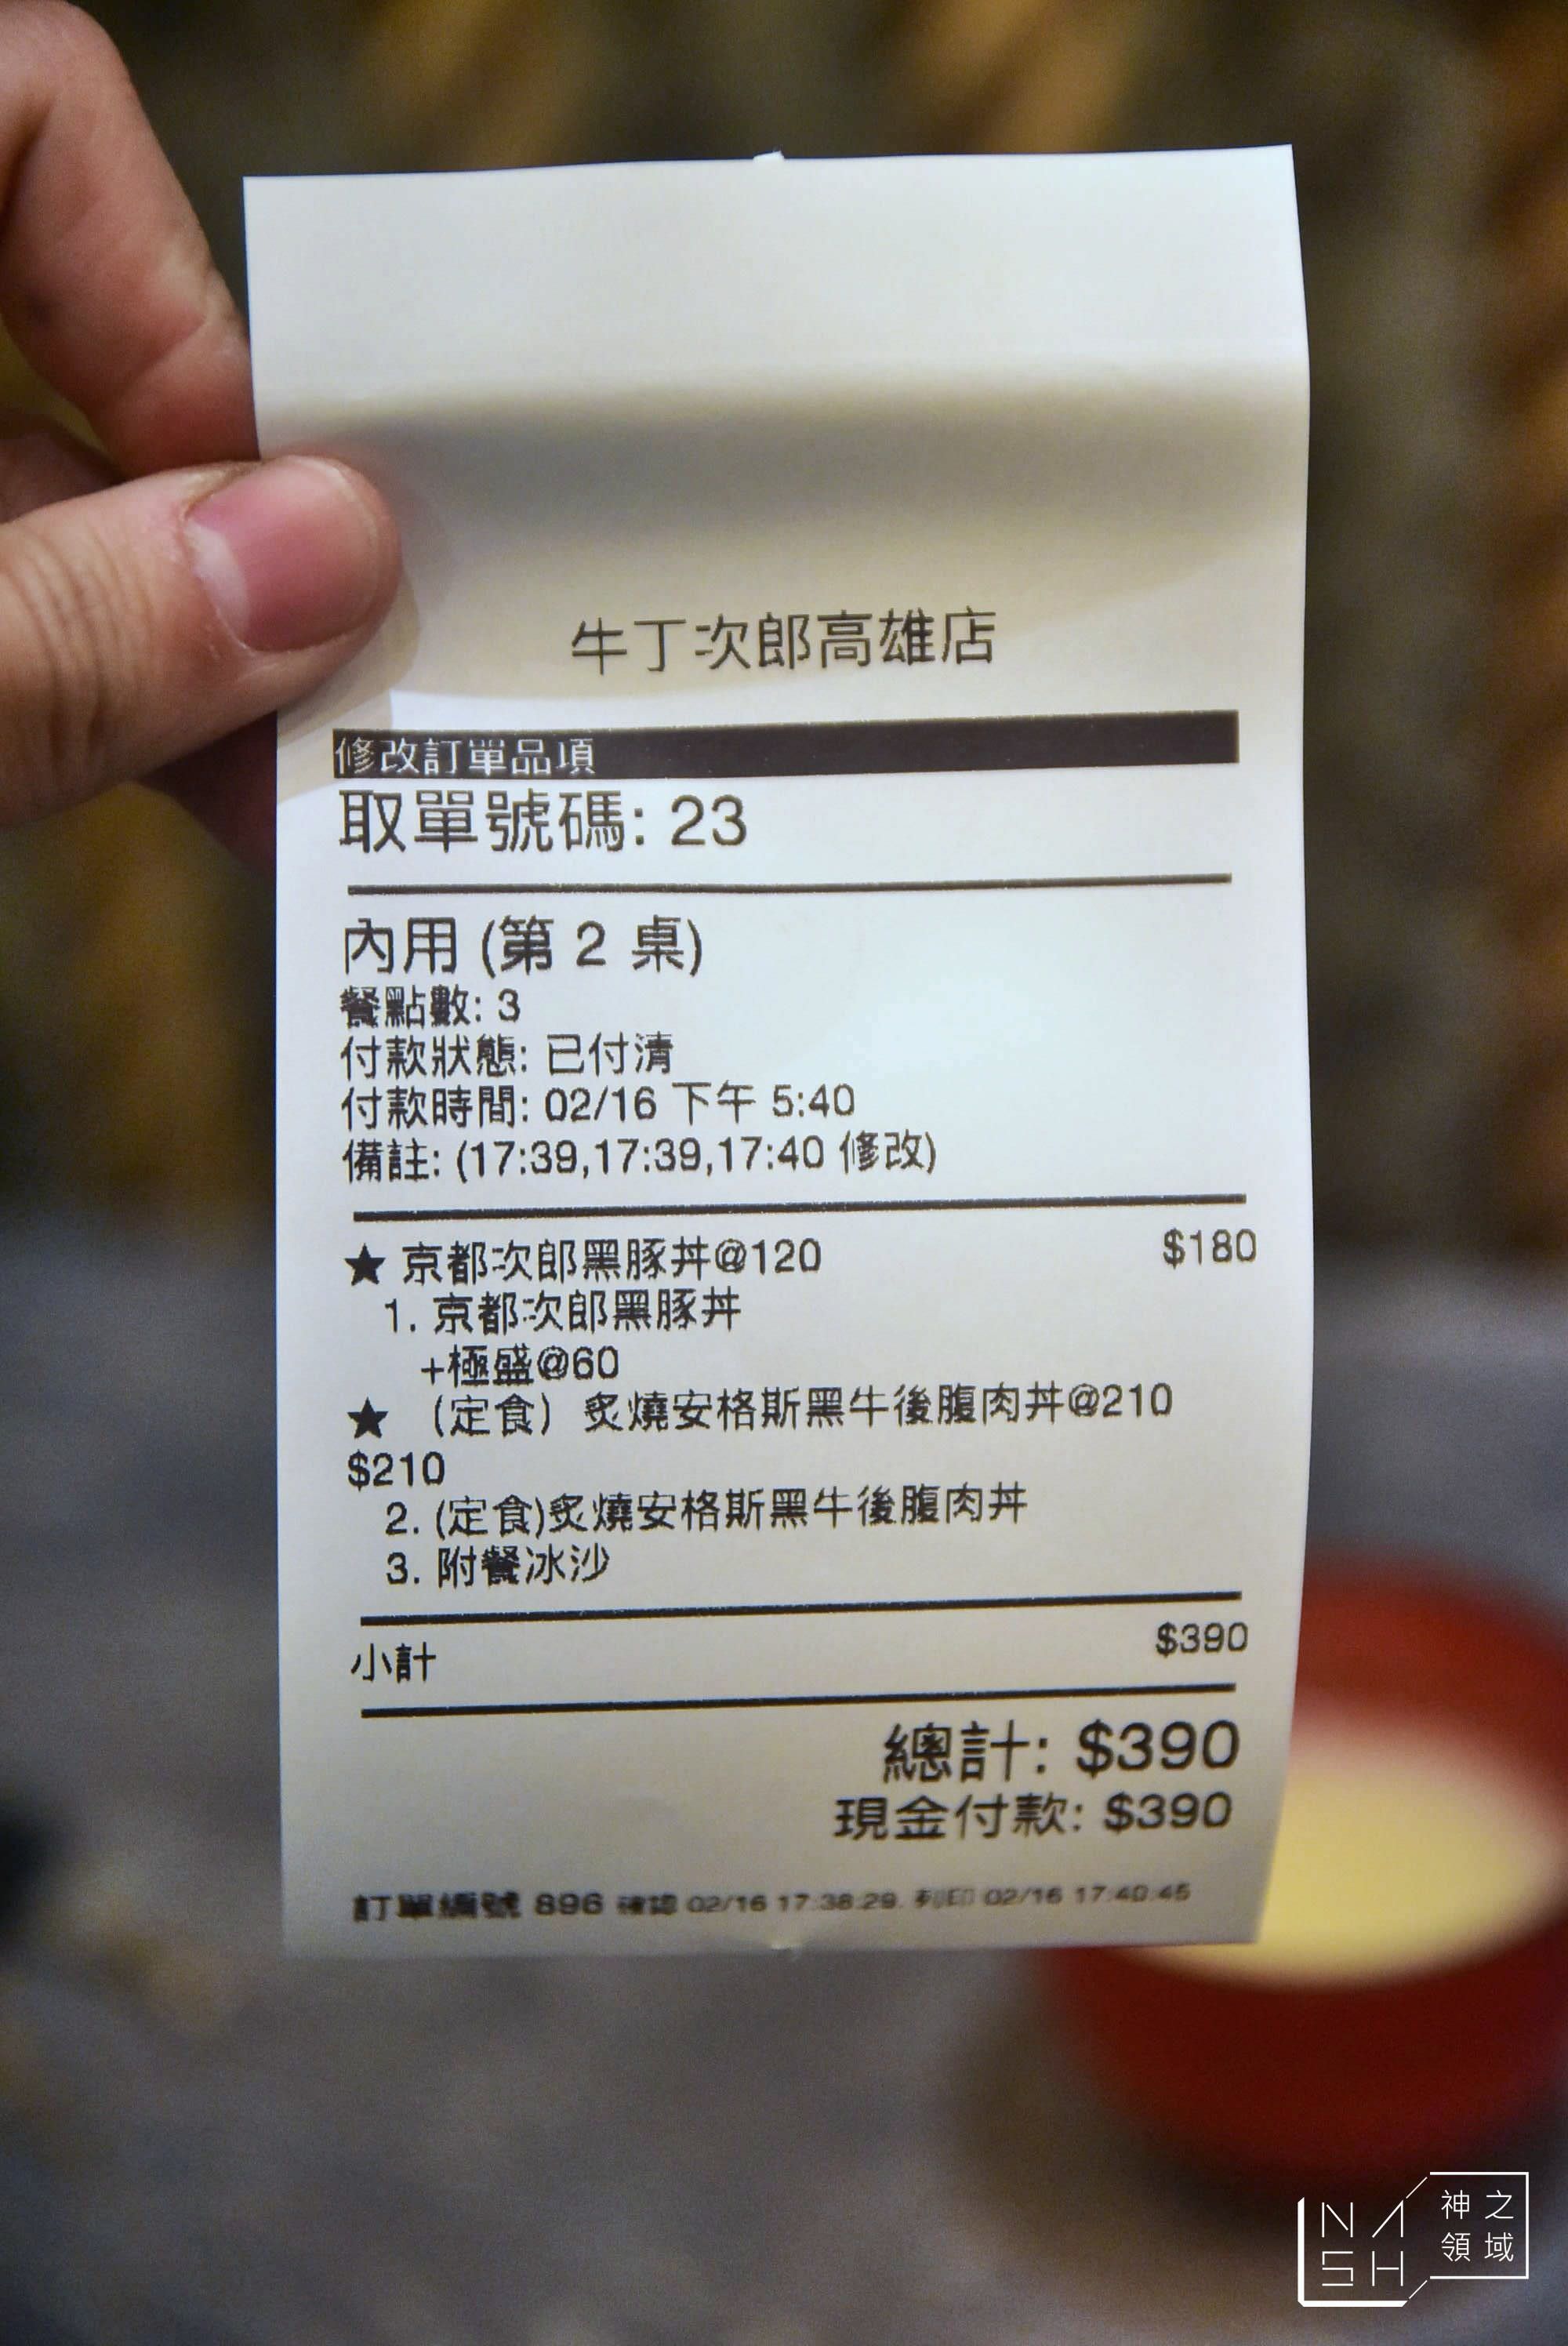 牛丁次郎高雄店
修改訂單品項
取單號碼: 23
內用 (第 2 桌)
餐點數: 3
付款狀態: 已付清
付款時間: 02/16 下午 5:40
備註: (17:39,17:39,17:40 修改)
★ 京都次郎黑豚丼@120 $180
1. 京都次郎黑豚丼
+極盛@60
★ (定食) 炙燒安格斯黑牛後腹肉丼@210
$210
2. (定食)炙燒安格斯黑牛後腹肉丼
3. 附餐冰沙
小計 $390
總計: $390
現金付款: $390
訂單編號 896 確認 02/16 17:38:29. 列印 02/16 17:40:45
NASH
神之
領域